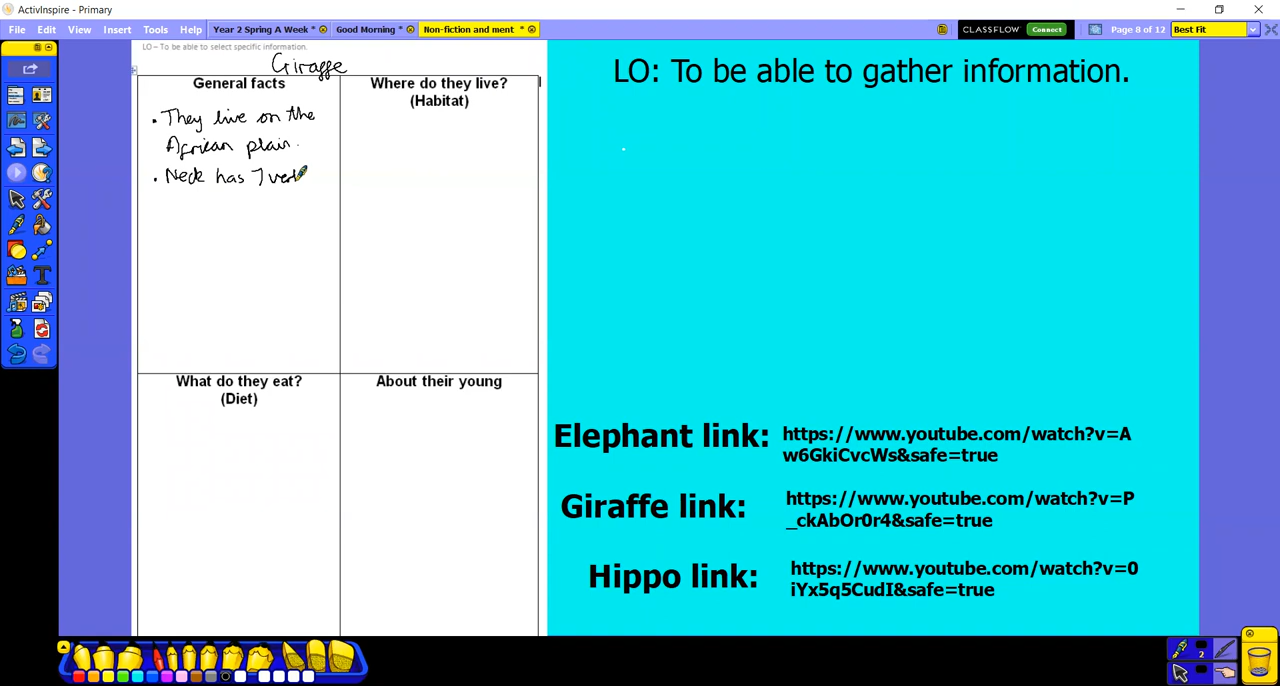 ActivInspire - Primary
File Edit View Insert Tools Help Year 2 Spring A Week * Good Morning * Non-fiction and ment * CLASSFLOW Connect Page 8 of 12 Best Fit
LO – To be able to select specific information.
Giraffe
General facts
• They live on the
African plain.
• Neck has 7 vert
Where do they live?
(Habitat)
What do they eat?
(Diet)
About their young
LO: To be able to gather information.
Elephant link: https://www.youtube.com/watch?v=A
w6GkiCvcWs&safe=true
Giraffe link: https://www.youtube.com/watch?v=P
_ckAbOr0r4&safe=true
Hippo link: https://www.youtube.com/watch?v=0
iYx5q5CudI&safe=true
2